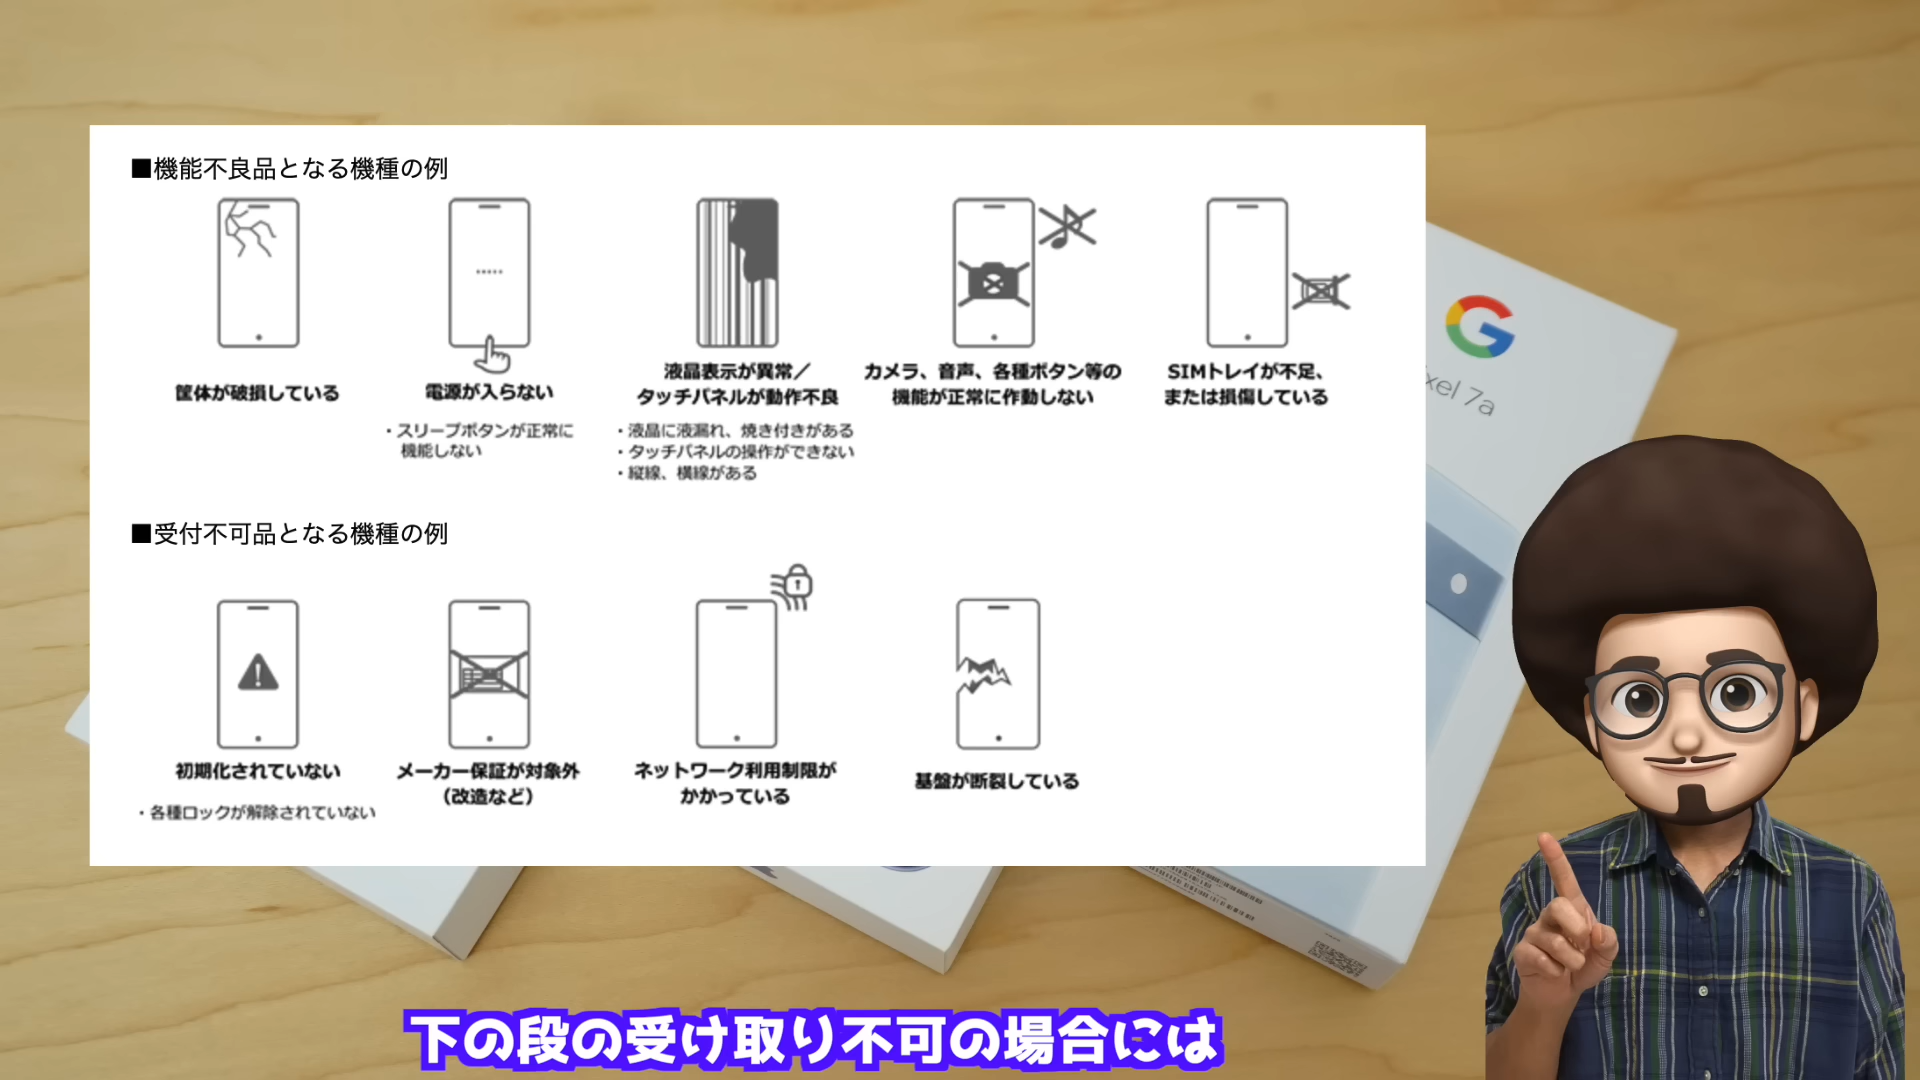 ■機能不良品となる機種の例
筐体が破損している
電源が入らない
・スリープボタンが正常に
機能しない
液晶表示が異常／
タッチパネルが動作不良
・液晶に液漏れ、焼き付きがある
・タッチパネルの操作ができない
・縦線、横線がある
カメラ、音声、各種ボタン等の
機能が正常に作動しない
SIMトレイが不足、
または損傷している
■受付不可品となる機種の例
初期化されていない
・各種ロックが解除されていない
メーカー保証が対象外
（改造など）
ネットワーク利用制限が
かかっている
基盤が断裂している
G
xel 7a
下の段の受け取り不可の場合には